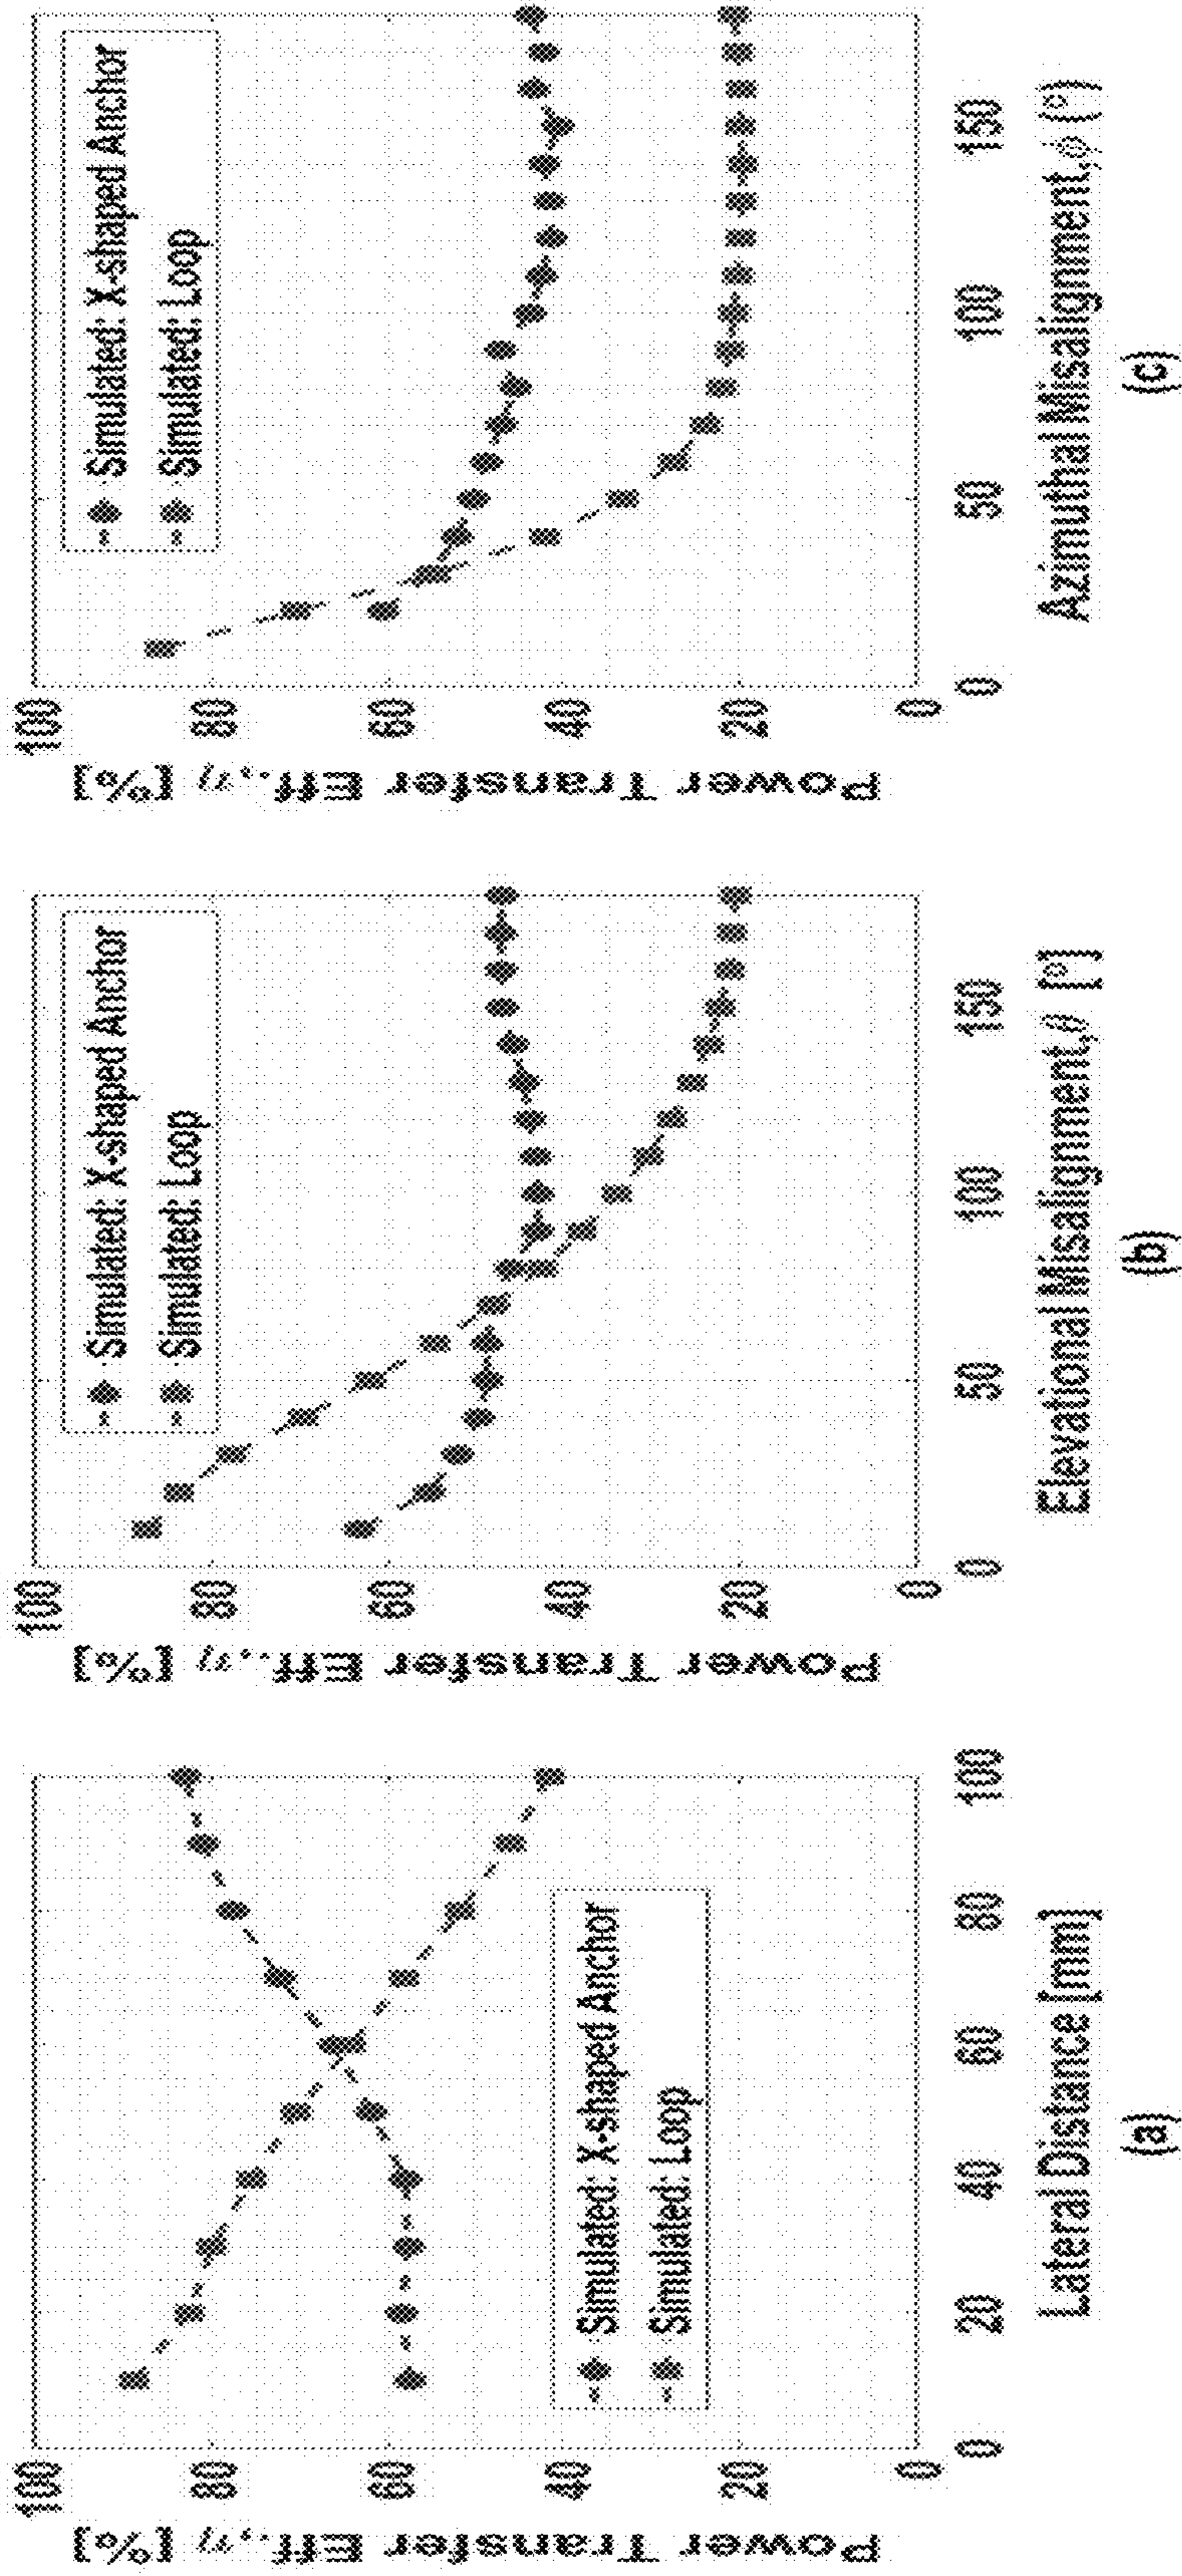 Power Transfer Eff., η [%]
100
80
60
40
20
0
Simulated: X-shaped Anchor
Simulated: Loop
0
20
40
60
80
100
Lateral Distance [mm]
(a)
Power Transfer Eff., η [%]
100
80
60
40
20
0
Simulated: X-shaped Anchor
Simulated: Loop
0
50
100
150
Elevational Misalignment, θ [°]
(b)
Power Transfer Eff., η [%]
100
80
60
40
20
0
Simulated: X-shaped Anchor
Simulated: Loop
0
50
100
150
Azimuthal Misalignment, ϕ (°)
(c)